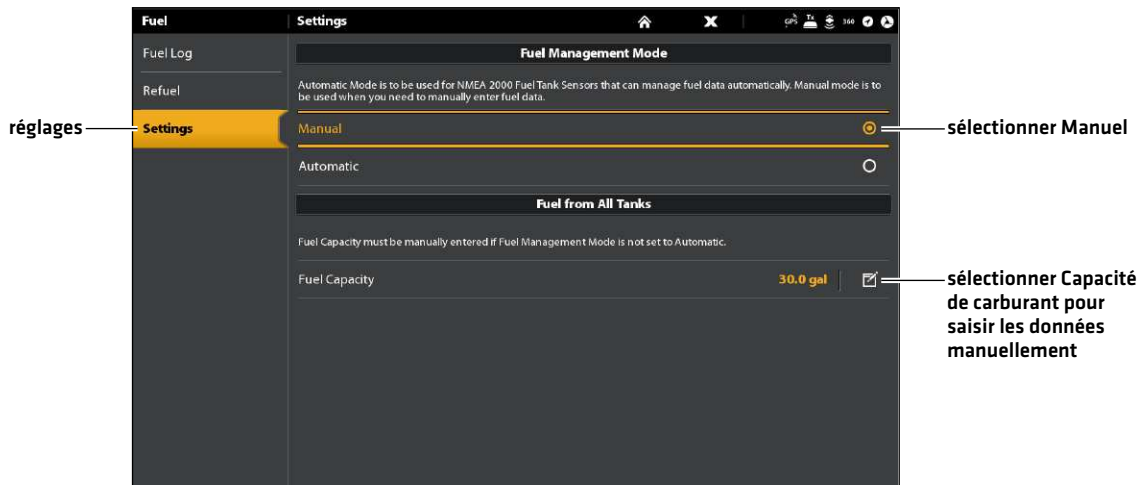 Fuel
Settings
GPS
Tx
360
Fuel Log
Refuel
Settings
réglages
Fuel Management Mode
Automatic Mode is to be used for NMEA 2000 Fuel Tank Sensors that can manage fuel data automatically. Manual mode is to
be used when you need to manually enter fuel data.
Manual
sélectionner Manuel
Automatic
Fuel from All Tanks
Fuel Capacity must be manually entered if Fuel Management Mode is not set to Automatic.
Fuel Capacity
30.0 gal
sélectionner Capacité
de carburant pour
saisir les données
manuellement